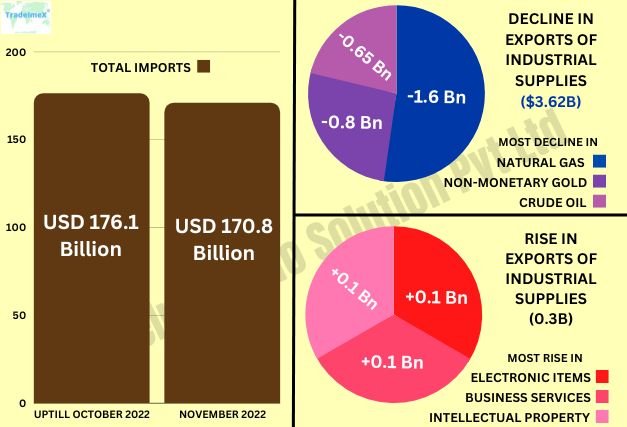 TradeImeX
200
150
100
50
0
TOTAL IMPORTS
USD 176.1
Billion
USD 170.8
Billion
UPTILL OCTOBER 2022
NOVEMBER 2022
-0.65 Bn
-1.6 Bn
-0.8 Bn
DECLINE IN
EXPORTS OF
INDUSTRIAL
SUPPLIES
($3.62B)
MOST DECLINE IN
NATURAL GAS
NON-MONETARY GOLD
CRUDE OIL
+0.1 Bn
+0.1 Bn
+0.1 Bn
RISE IN
EXPORTS OF
INDUSTRIAL
SUPPLIES
(0.3B)
MOST RISE IN
ELECTRONIC ITEMS
BUSINESS SERVICES
INTELLECTUAL PROPERTY
Solution Pvt Ltd